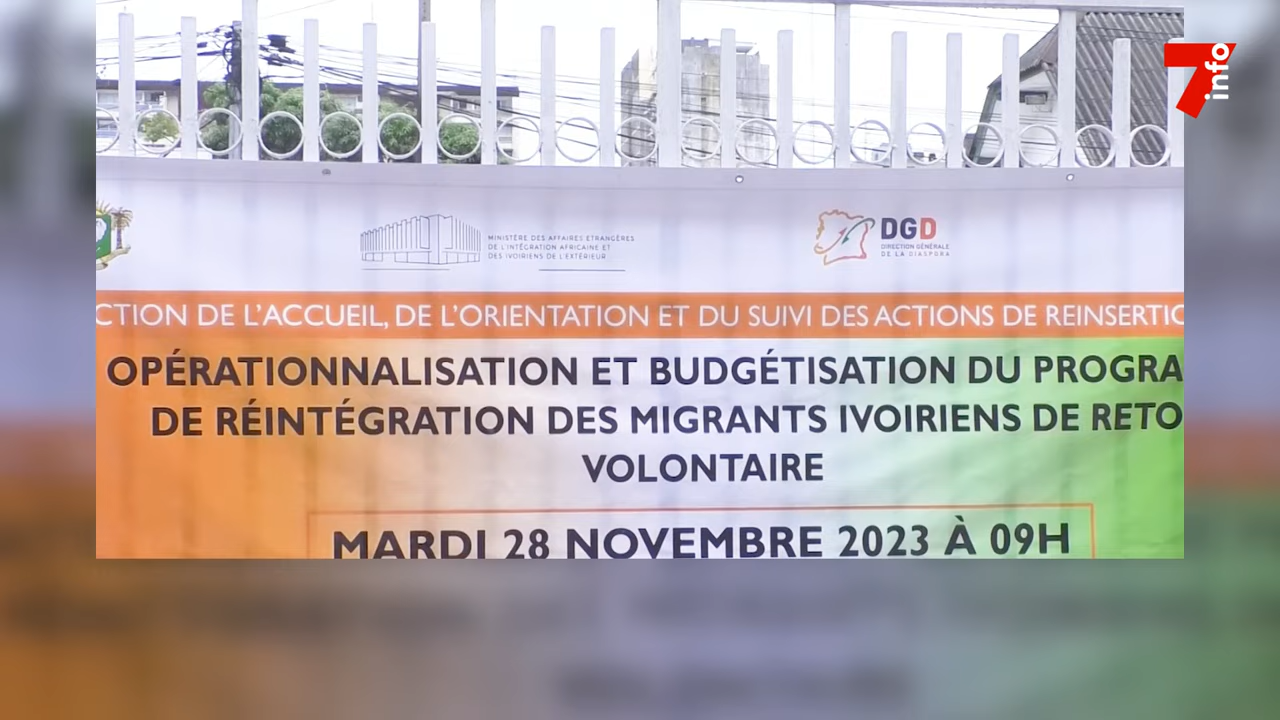 7info
MINISTÈRE DES AFFAIRES ETRANGÈRES
DE L'INTÉGRATION AFRICAINE ET
DES IVOIRIENS DE L'EXTÉRIEUR
DGD
DIRECTION GÉNÉRALE
DE LA DIASPORA
CTION DE L'ACCUEIL, DE L'ORIENTATION ET DU SUIVI DES ACTIONS DE REINSERTIO
OPÉRATIONNALISATION ET BUDGÉTISATION DU PROGRA
DE RÉINTÉGRATION DES MIGRANTS IVOIRIENS DE RETO
VOLONTAIRE
MARDI 28 NOVEMBRE 2023 À 09H